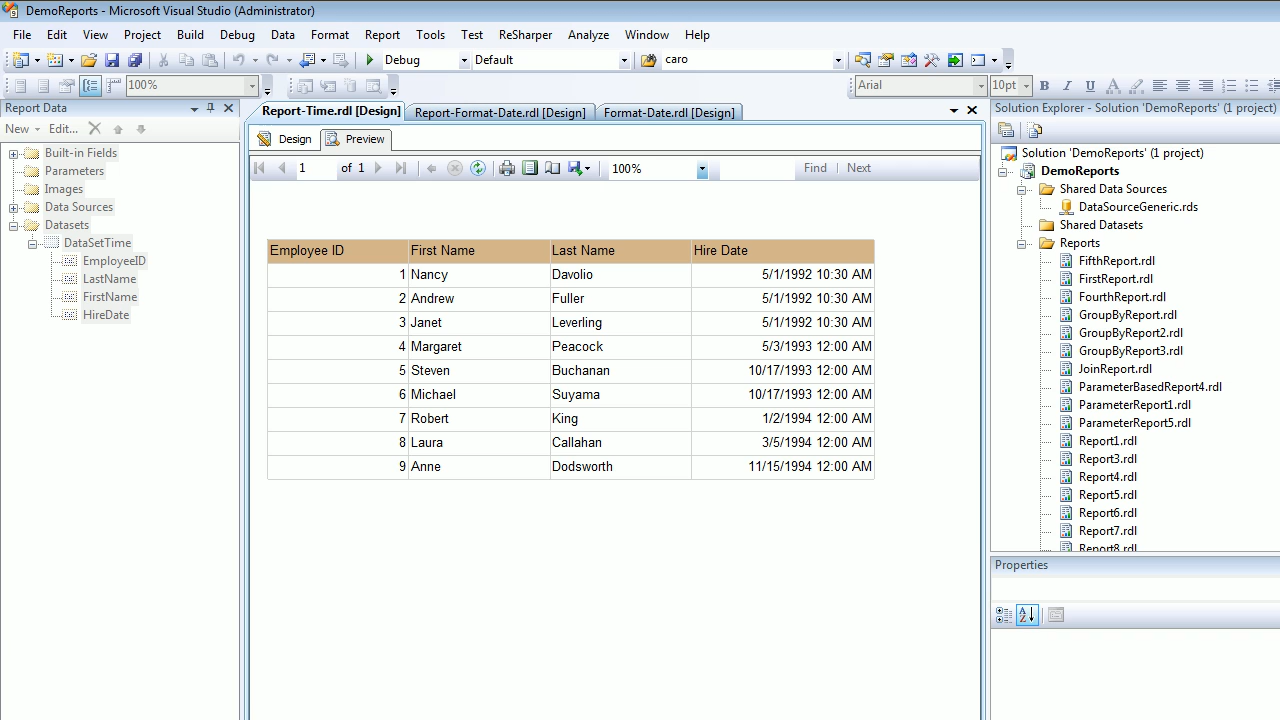 DemoReports - Microsoft Visual Studio (Administrator)
File Edit View Project Build Debug Data Format Report Tools Test ReSharper Analyze Window Help
Debug Default caro
100% Arial 10pt B I U A
Report Data
New Edit...
Built-in Fields
Parameters
Images
Data Sources
Datasets
DataSetTime
EmployeeID
LastName
FirstName
HireDate
Report-Time.rdl [Design] Report-Format-Date.rdl [Design] Format-Date.rdl [Design]
Design Preview
1 of 1 100% Find Next
Employee ID First Name Last Name Hire Date
1 Nancy Davolio 5/1/1992 10:30 AM
2 Andrew Fuller 5/1/1992 10:30 AM
3 Janet Leverling 5/1/1992 10:30 AM
4 Margaret Peacock 5/3/1993 12:00 AM
5 Steven Buchanan 10/17/1993 12:00 AM
6 Michael Suyama 10/17/1993 12:00 AM
7 Robert King 1/2/1994 12:00 AM
8 Laura Callahan 3/5/1994 12:00 AM
9 Anne Dodsworth 11/15/1994 12:00 AM
Solution Explorer - Solution 'DemoReports' (1 project)
Solution 'DemoReports' (1 project)
DemoReports
Shared Data Sources
DataSourceGeneric.rds
Shared Datasets
Reports
FifthReport.rdl
FirstReport.rdl
FourthReport.rdl
GroupByReport.rdl
GroupByReport2.rdl
GroupByReport3.rdl
JoinReport.rdl
ParameterBasedReport4.rdl
ParameterReport1.rdl
ParameterReport5.rdl
Report1.rdl
Report3.rdl
Report4.rdl
Report5.rdl
Report6.rdl
Report7.rdl
Report8.rdl
Properties